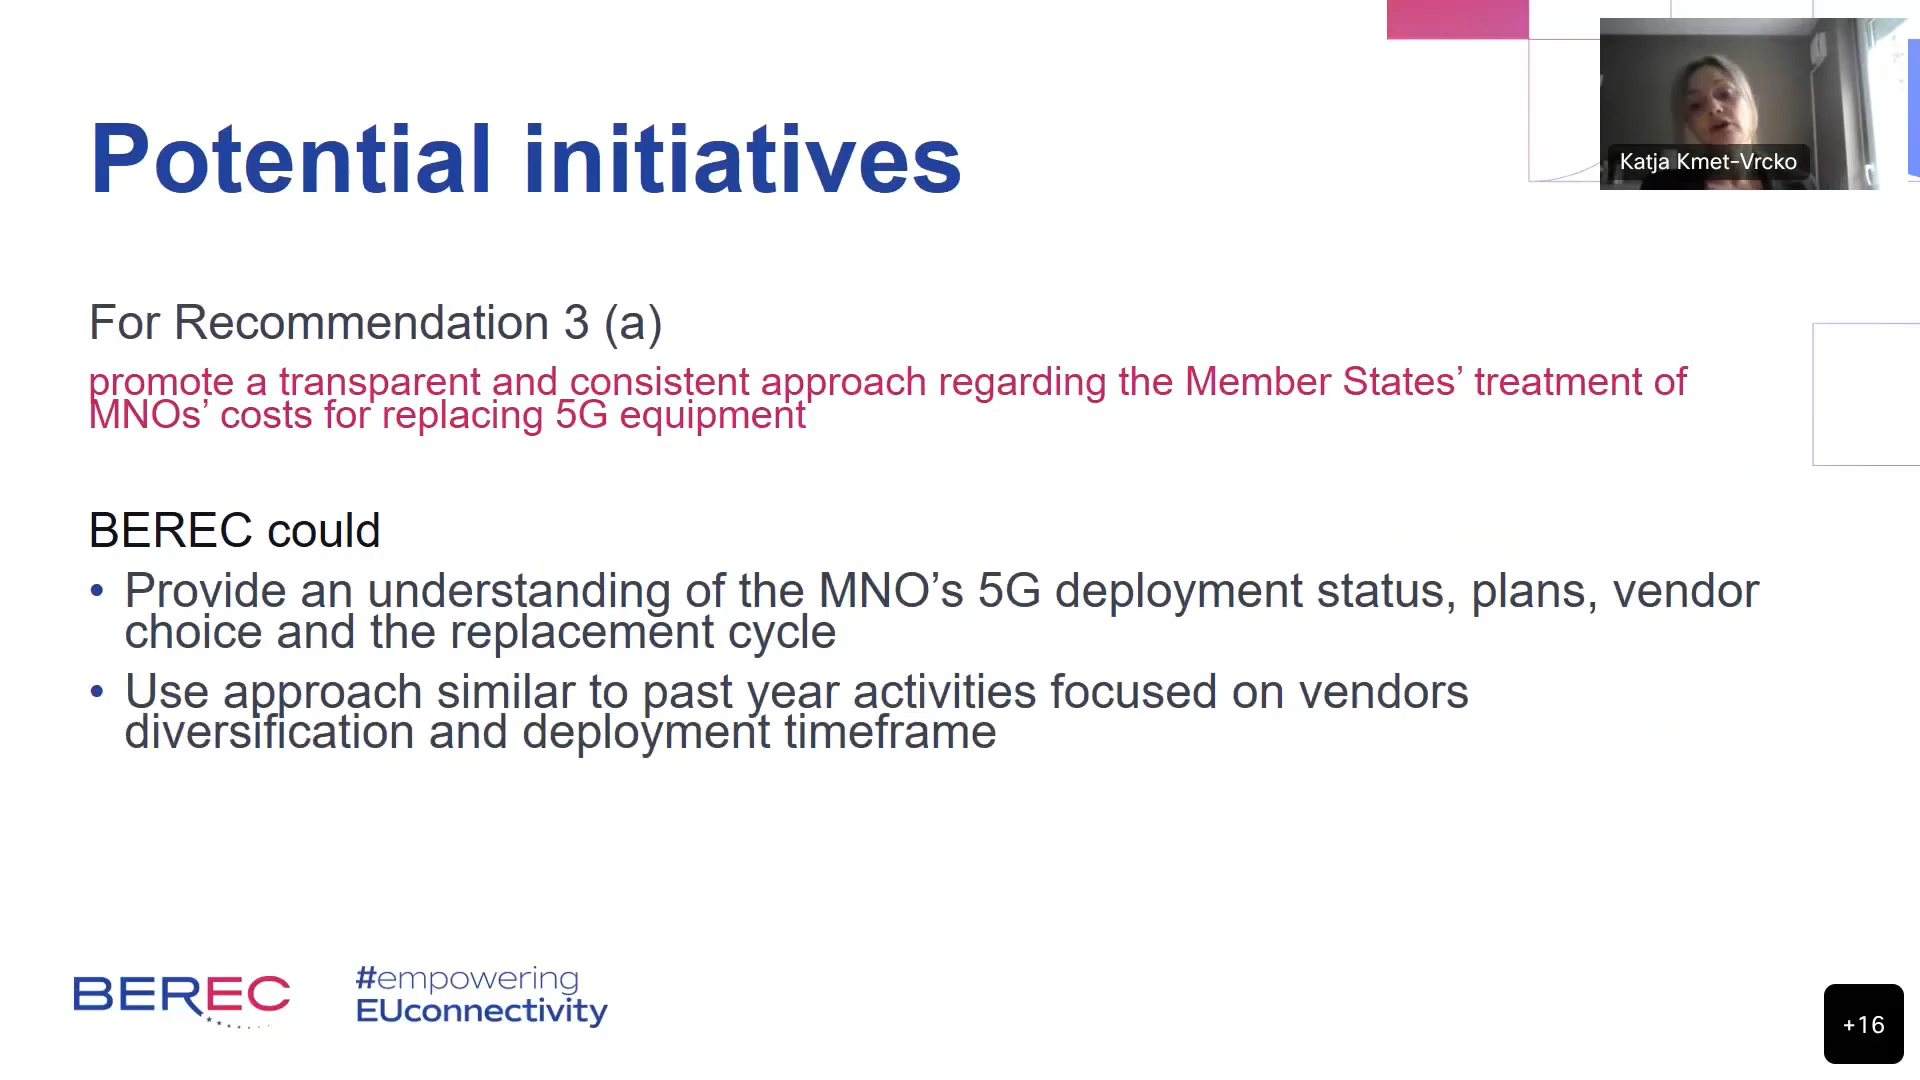 Potential initiatives
Katja Kmet-Vrcko
For Recommendation 3 (a)
promote a transparent and consistent approach regarding the Member States’ treatment of
MNOs’ costs for replacing 5G equipment
BEREC could
• Provide an understanding of the MNO’s 5G deployment status, plans, vendor
choice and the replacement cycle
• Use approach similar to past year activities focused on vendors
diversification and deployment timeframe
BEREC
#empowering
EUconnectivity
+16